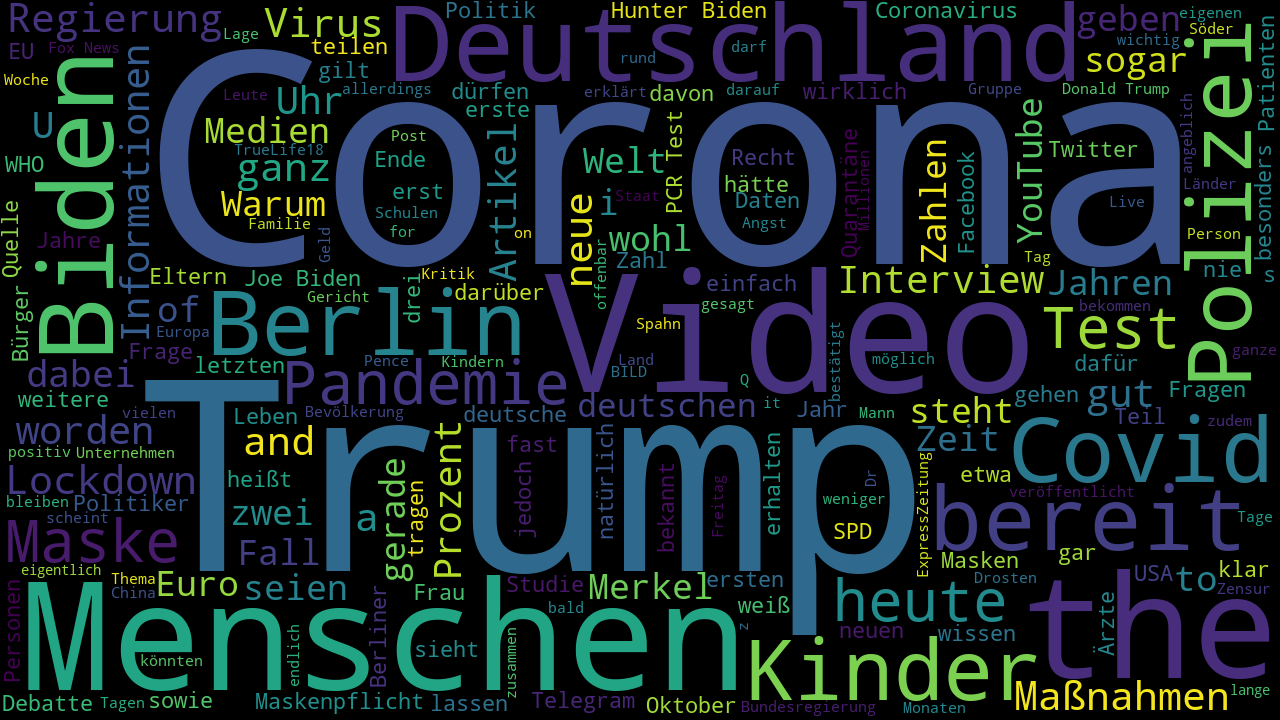 Regierung
Virus
Politik
Hunter Biden
Coronavirus
geben
eigenen
EU
Fox News
Lage
teilen
Deutschland
wichtig
Söder
Woche
gilt
rund
darf
sogar
Patienten
Leute
Uhr
allerdings
dürfen
erklärt
davon
darauf
wirklich
Gruppe
Donald Trump
U
Informationen
Medien
erste
Biden
Corona
Polizei
TrueLife18
Post
Artikel
Welt
PCR Test
Recht
Quarantäne
Millionen
zahlen
Facebook
YouTube
Twitter
angeblich
besonders
WHO
ganz
Ende
hätte
Länder
Warum
erst
neue
i
Staat
Daten
Live
Quelle
Schulen
Familie
for
on
Angst
Person
Jahre
Geld
offenbar
wohl
Zahl
Tag
nie
s
Bürger
Eltern
Joe Biden
Kritik
einfach
Interview
Jahren
of
Gericht
drei
darüber
gesagt
bekommen
Europa
Berlin
Video
Spahn
bestätigt
Test
Frage
letzten
Pence
Kindern
Land
BILD
möglich
dafür
ganze
dabei
Pandemie
Q
gehen
gut
Fragen
weitere
vielen
Leben
Bevölkerung
deutsche
deutschen
it
Jahr
Mann
steht
Tell
zudem
worden
and
Trump
fast
Zeit
Covid
positiv
Unternehmen
Lockdown
heißt
gerade
Prozent
jedoch
natürlich
bekannt
Freitag
erhalten
weniger
Dr
ExpressZeitung
etwa
bleiben
Politiker
scheint
zwei
a
tragen
SPD
veröffentlicht
bereit
Tage
Maske
Fall
Masken
gar
eigentlich
Thema
China
Euro
seien
Frau
Studie
Merkel
ersten
Drosten
USA
to
klar
Zensur
Personen
Menschen
Berliner
bald
weiß
z
heute
the
könnten
endlich
sieht
zusammen
neuen
wissen
Ärzte
Kinder
Debatte
Tagen
sowie
Maskenpflicht
lassen
Telegram
Oktober
Bundesregierung
Monaten
Maßnahmen
lange